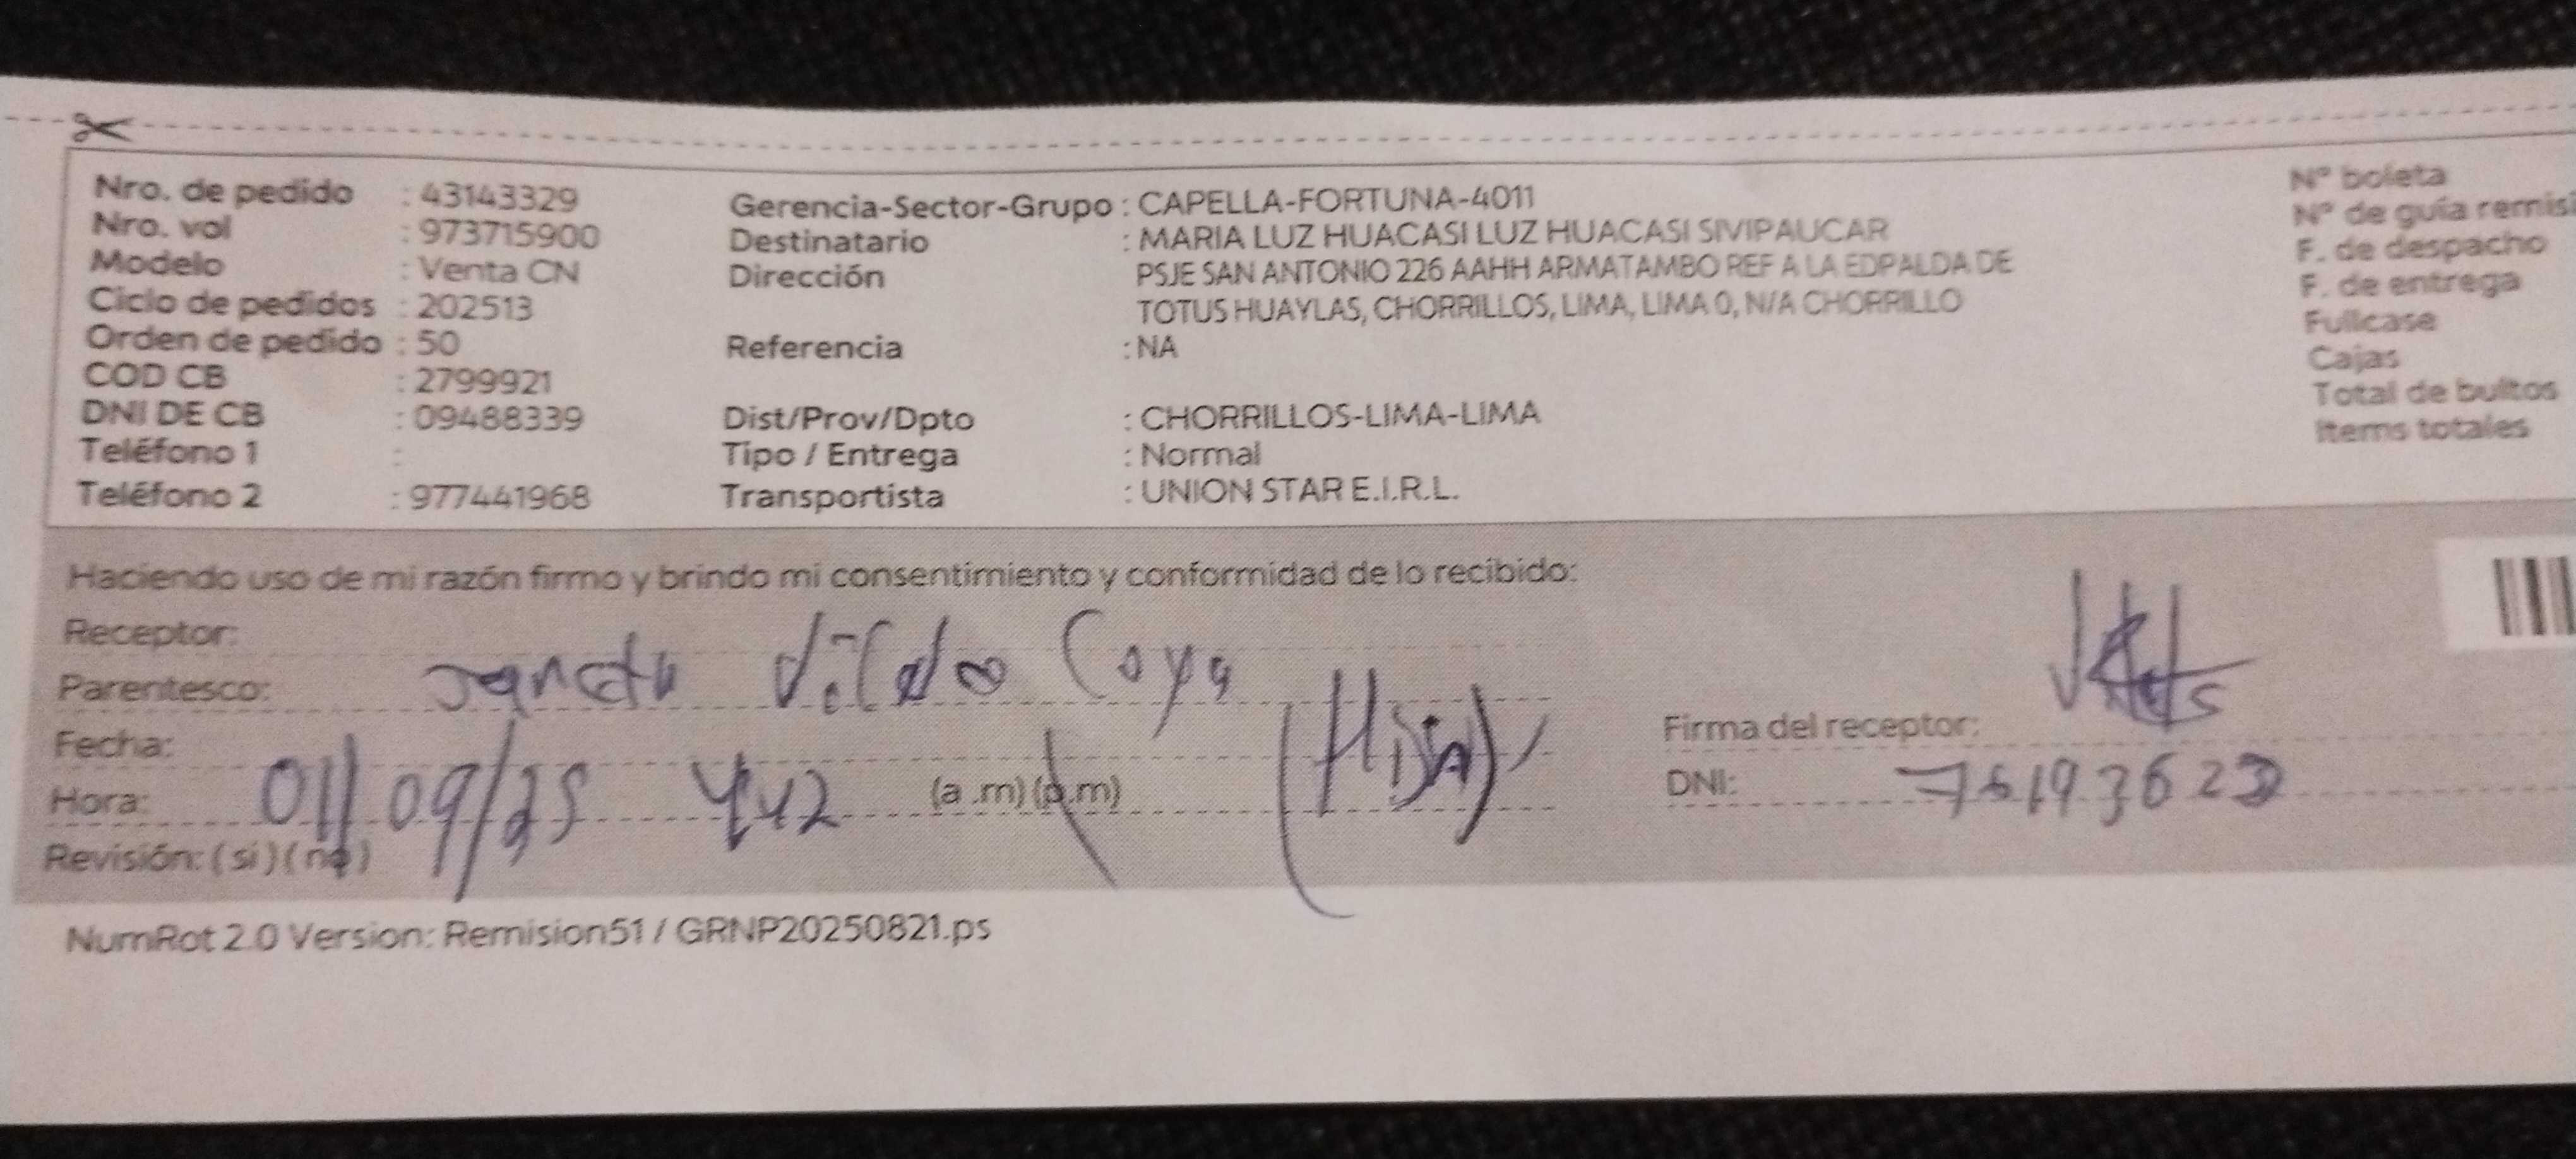 Nro. de pedido : 43143329
Nro. vol : 973715900
Modelo : Venta CN
Ciclo de pedidos : 202513
Orden de pedido : 50
COD CB : 2799921
DNI DE CB : 09488339
Teléfono 1 :
Teléfono 2 : 977441968
Gerencia-Sector-Grupo : CAPELLA-FORTUNA-4011
Destinatario : MARIA LUZ HUACASI LUZ HUACASI SIVIPAUCAR
Dirección PSJE SAN ANTONIO 226 AAHH ARMATAMBO REF A LA EDPALDA DE
TOTUS HUAYLAS, CHORRILLOS, LIMA, LIMA 0, N/A CHORRILLO
Referencia : NA
Dist/Prov/Dpto : CHORRILLOS-LIMA-LIMA
Tipo / Entrega : Normal
Transportista : UNION STAR E.I.R.L.
Nº boleta
Nº de guía remisi
F. de despacho
F. de entrega
Fullcase
Cajas
Total de bultos
Items totales
Haciendo uso de mi razón firmo y brindo mi consentimiento y conformidad de lo recibido:
Receptor:
Parentesco:
Fecha:
Hora: 01/09/25 442 (a .m) (p.m)
Revisión: ( si ) ( no )
Firma del receptor:
DNI:
NumRot 2.0 Version: Remision51 / GRNP20250821.ps